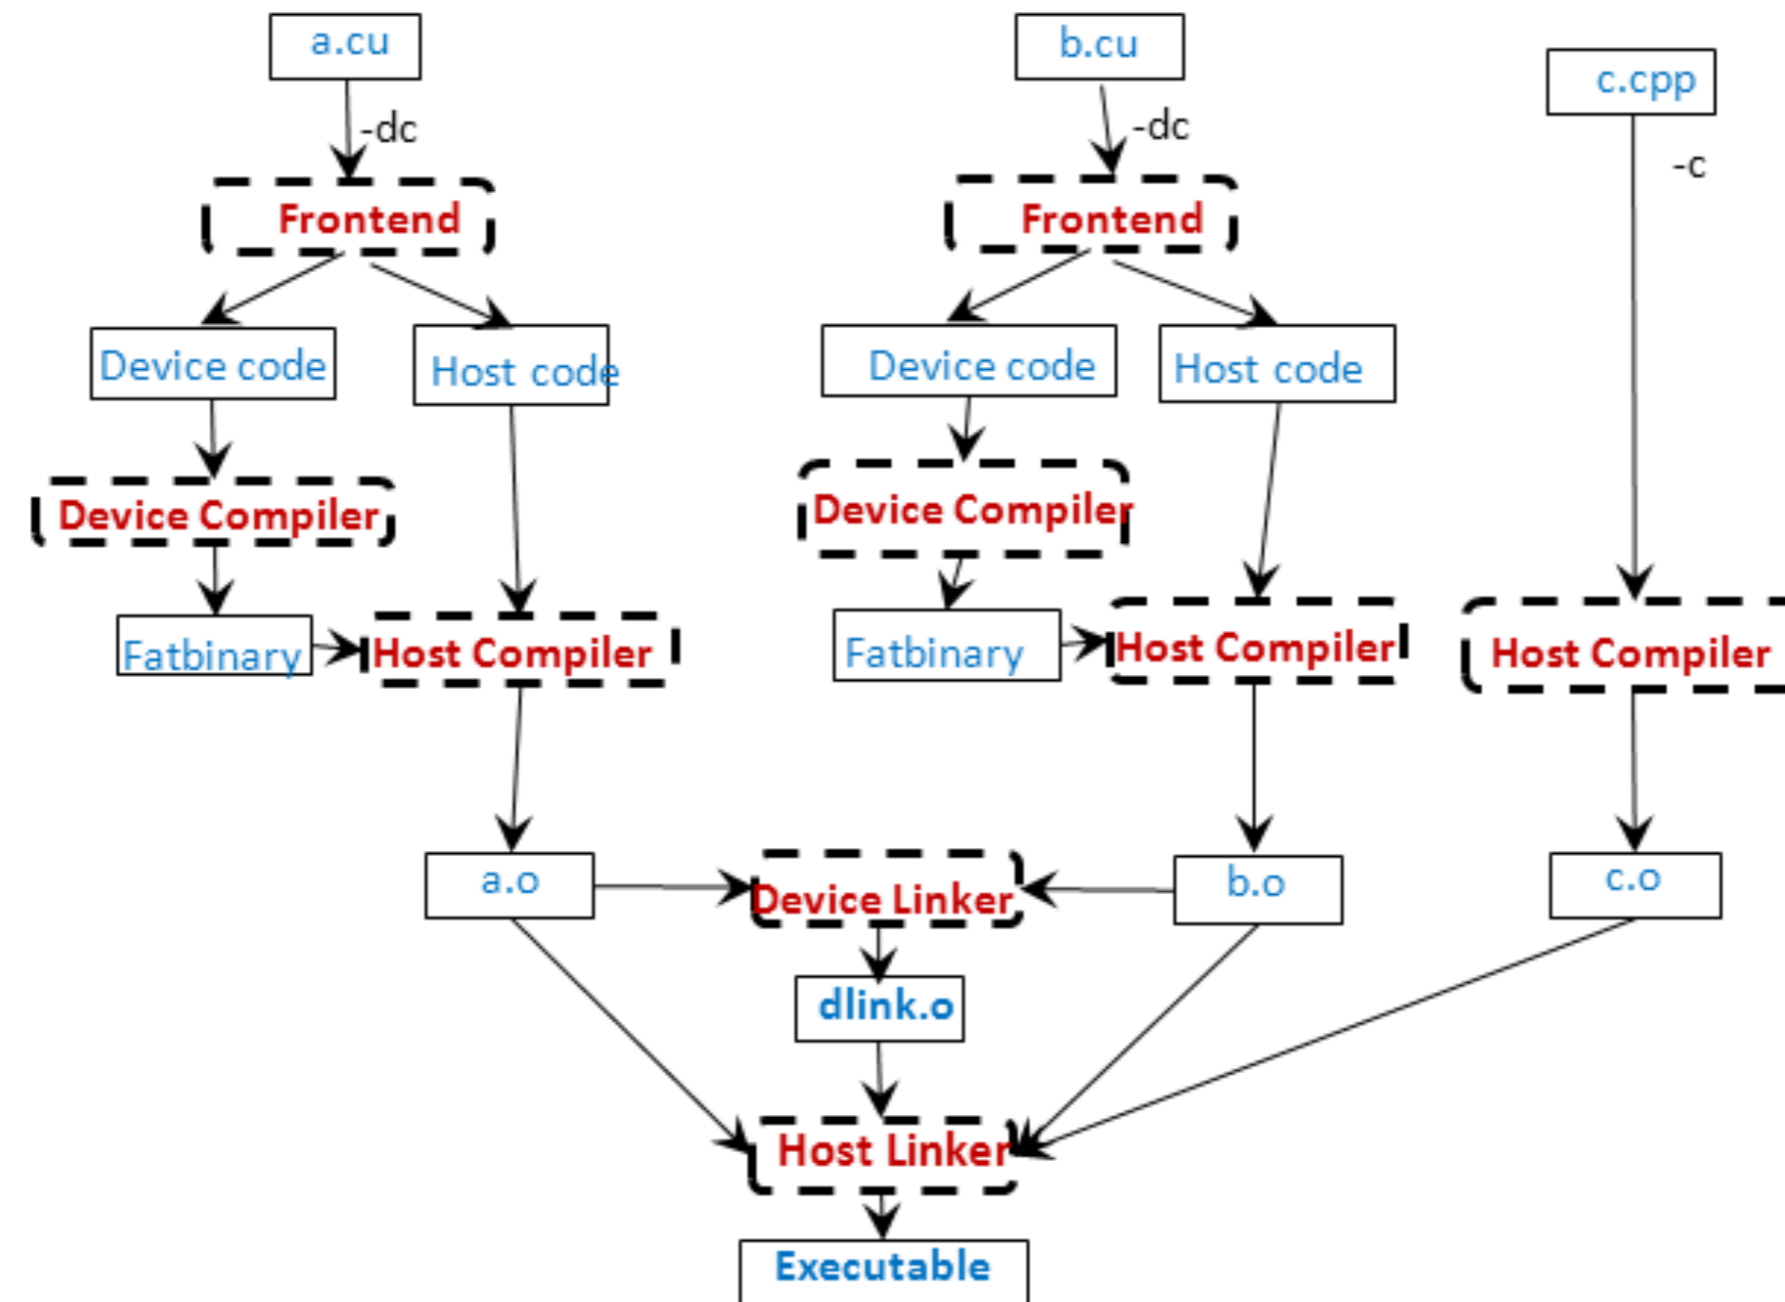 a.cu
b.cu
c.cpp
-dc
-dc
-c
Frontend
Frontend
Device code
Host code
Device code
Host code
Device Compiler
Device Compiler
Fatbinary
Host Compiler
Fatbinary
Host Compiler
Host Compiler
a.o
Device Linker
b.o
c.o
dlink.o
Host Linker
Executable